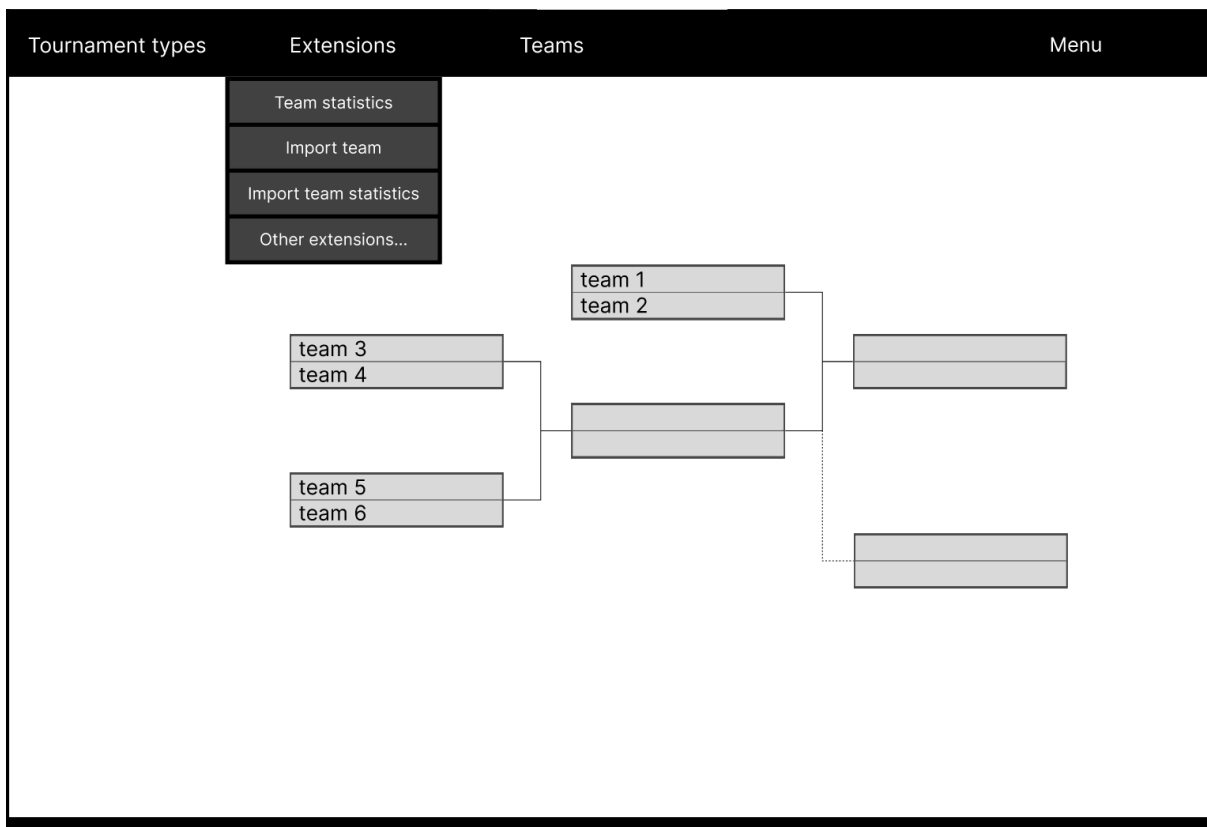 Tournament types
Extensions
Teams
Menu
Team statistics
Import team
Import team statistics
Other extensions...
team 1
team 2
team 3
team 4
team 5
team 6